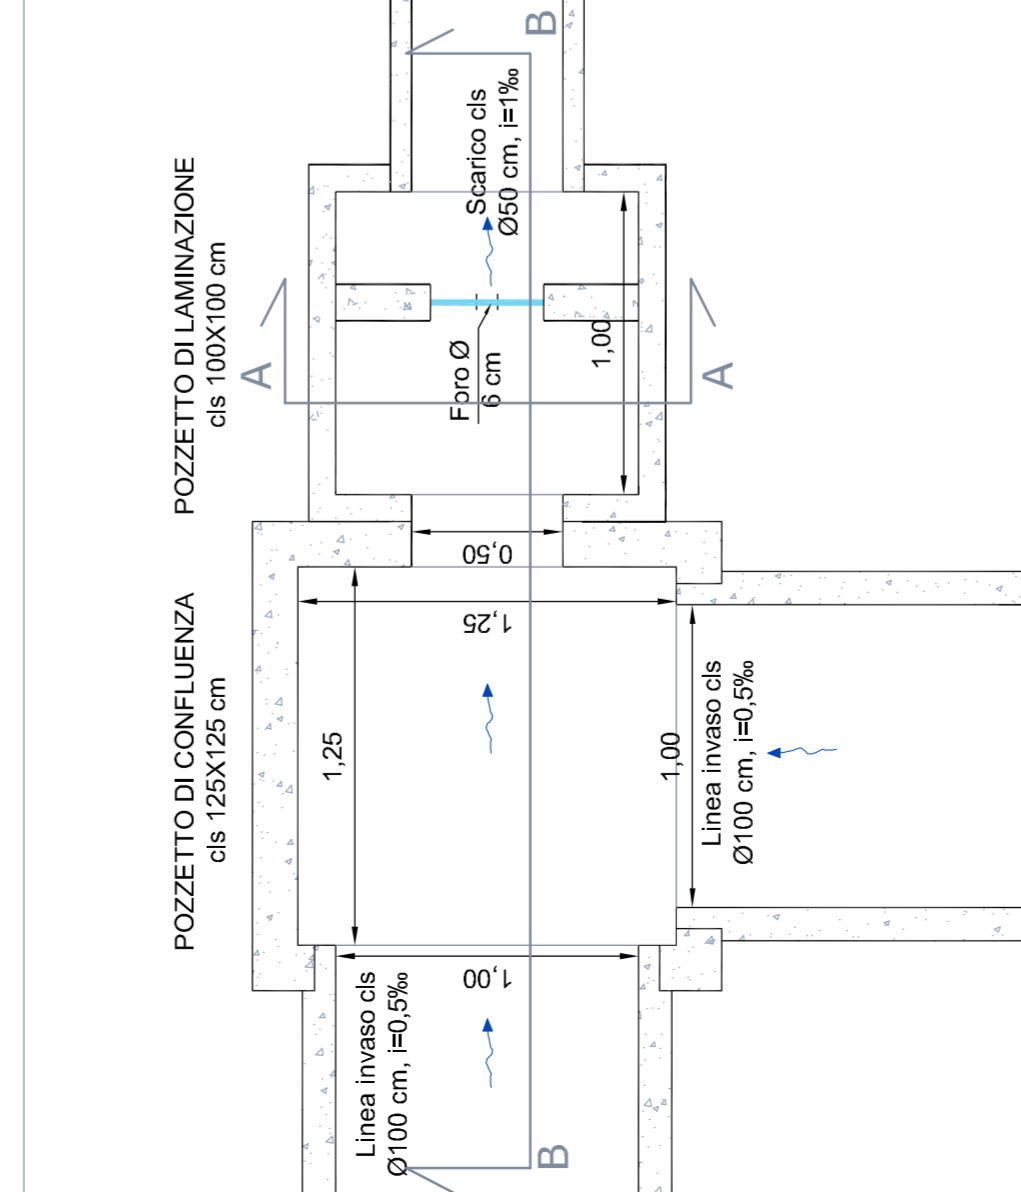 POZZETTO DI LAMINAZIONE
cls 100X100 cm
POZZETTO DI CONFLUENZA
cls 125X125 cm
B
Scarico cls
Ø50 cm, i=1‰
A
A
Foro Ø
6 cm
1,00
0,50
1,25
1,25
1,00
Linea invaso cls
Ø100 cm, i=0,5‰
1,00
Linea invaso cls
Ø100 cm, i=0,5‰
B